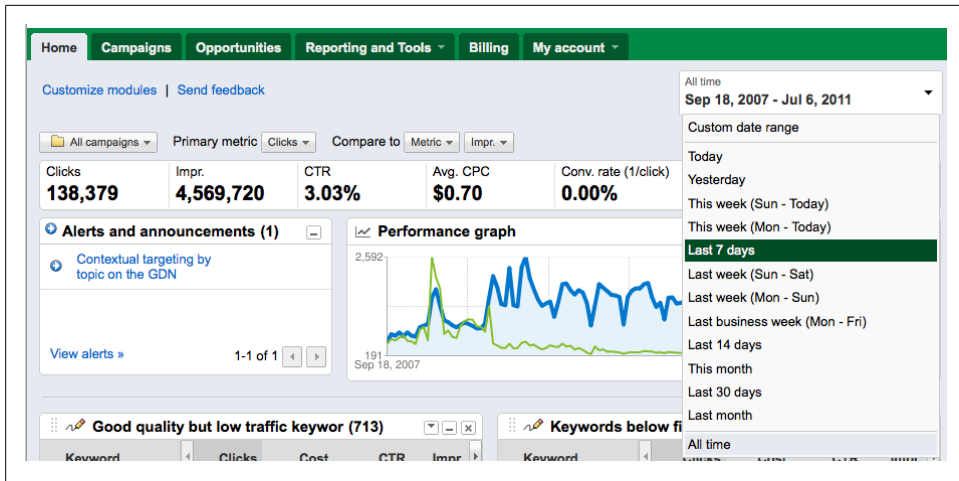 Home Campaigns Opportunities Reporting and Tools Billing My account
Customize modules | Send feedback
All time
Sep 18, 2007 - Jul 6, 2011
Custom date range
Today
Yesterday
This week (Sun - Today)
This week (Mon - Today)
Last 7 days
Last week (Sun - Sat)
Last week (Mon - Sun)
Last business week (Mon - Fri)
Last 14 days
This month
Last 30 days
Last month
All time
All campaigns Primary metric Clicks Compare to Metric Impr.
Clicks Impr. CTR Avg. CPC Conv. rate (1/click)
138,379 4,569,720 3.03% $0.70 0.00%
Alerts and announcements (1)
Contextual targeting by
topic on the GDN
View alerts »
1-1 of 1
Performance graph
2,592
191
Sep 18, 2007
Good quality but low traffic keywor (713)
Keyword Clicks Cost CTR Impr
Keywords below fi
Keyword Clicks Cost CTR Impr